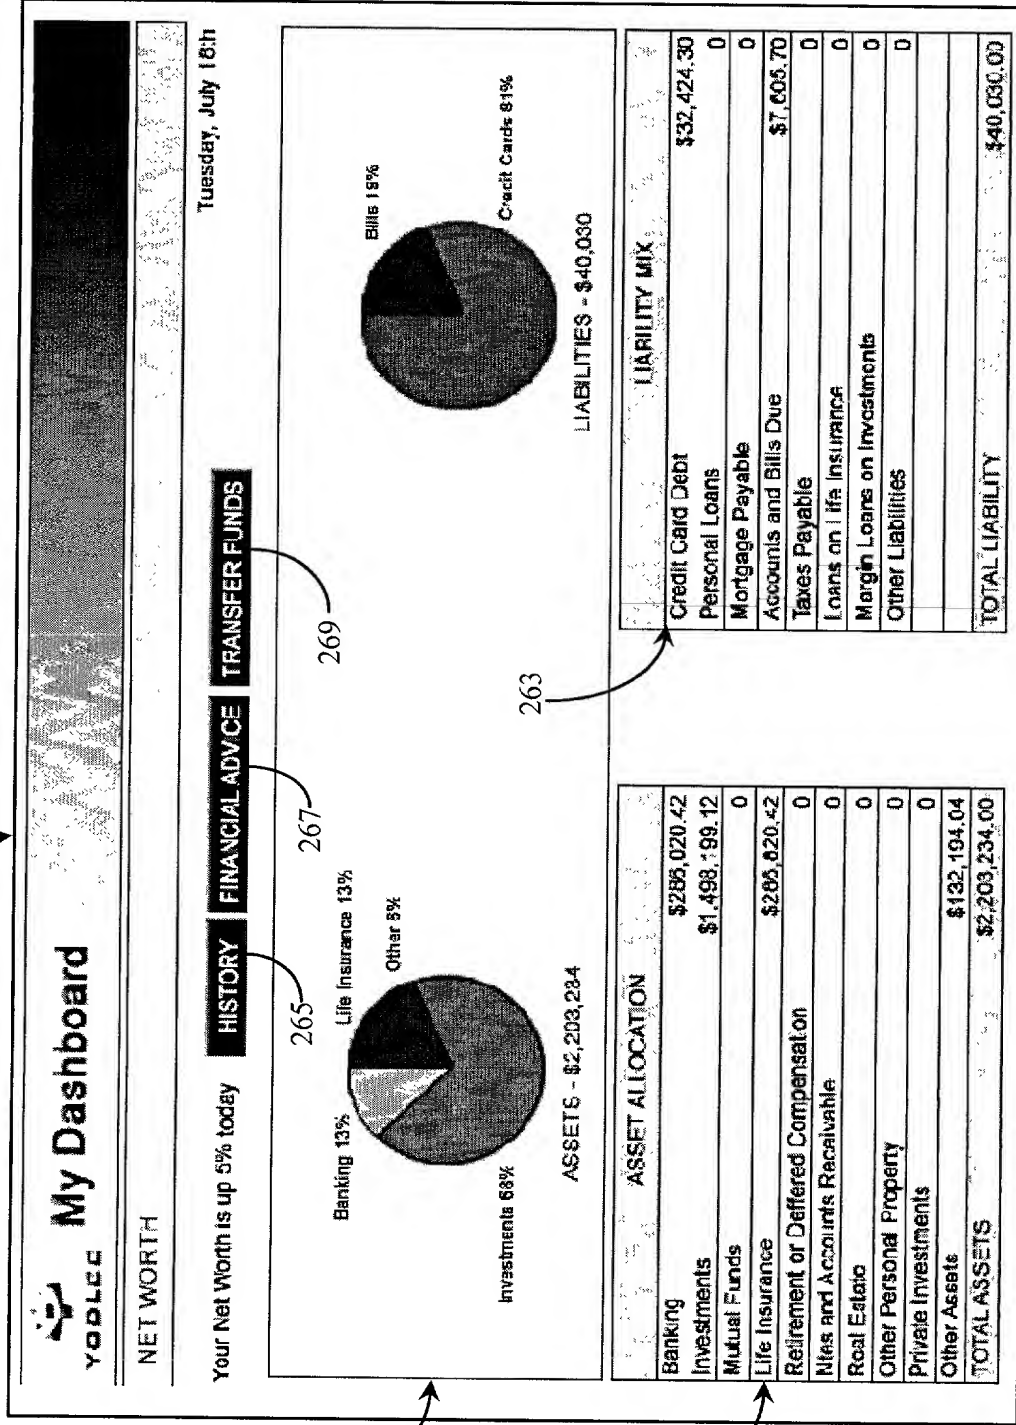 YODLEE My Dashboard
NET WORTH
Tuesday, July 18th
Your Net Worth is up 5% today HISTORY FINANCIAL ADVICE TRANSFER FUNDS
265
267
269
Banking 13%
Life Insurance 13%
Other 6%
Investments 68%
ASSETS - $2,203,234
Bills 19%
Credit Cards 81%
LIABILITIES - $40,030
263
ASSET ALLOCATION
Banking $286,020.42
Investments $1,498,199.12
Mutual Funds 0
Life Insurance $286,820.42
Retirement or Deffered Compensation 0
Ntes and Accounts Receivable 0
Real Estate 0
Other Personal Property 0
Private Investments 0
Other Assets $132,194.04
TOTAL ASSETS $2,203,234.00
LIABILITY MIX
Credit Card Debt $32,424.30
Personal Loans 0
Mortgage Payable 0
Accounts and Bills Due $7,605.70
Taxes Payable 0
Loans on Life Insurance 0
Margin Loans on Investments 0
Other Liabilities 0
TOTAL LIABILITY $40,030.00